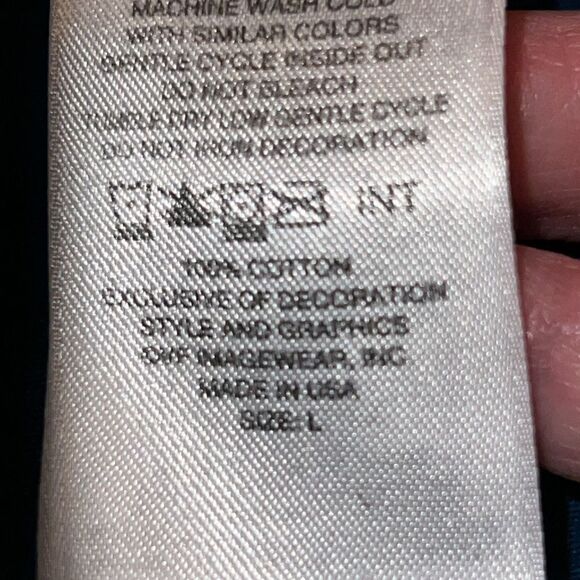 MACHINE WASH COLD
WITH SIMILAR COLORS
GENTLE CYCLE INSIDE OUT
DO NOT BLEACH
TUMBLE DRY LOW GENTLE CYCLE
DO NOT IRON DECORATION
INT
100% COTTON
EXCLUSIVE OF DECORATION
STYLE AND GRAPHICS
IMAGEWEAR, INC.
MADE IN USA
SIZE: L